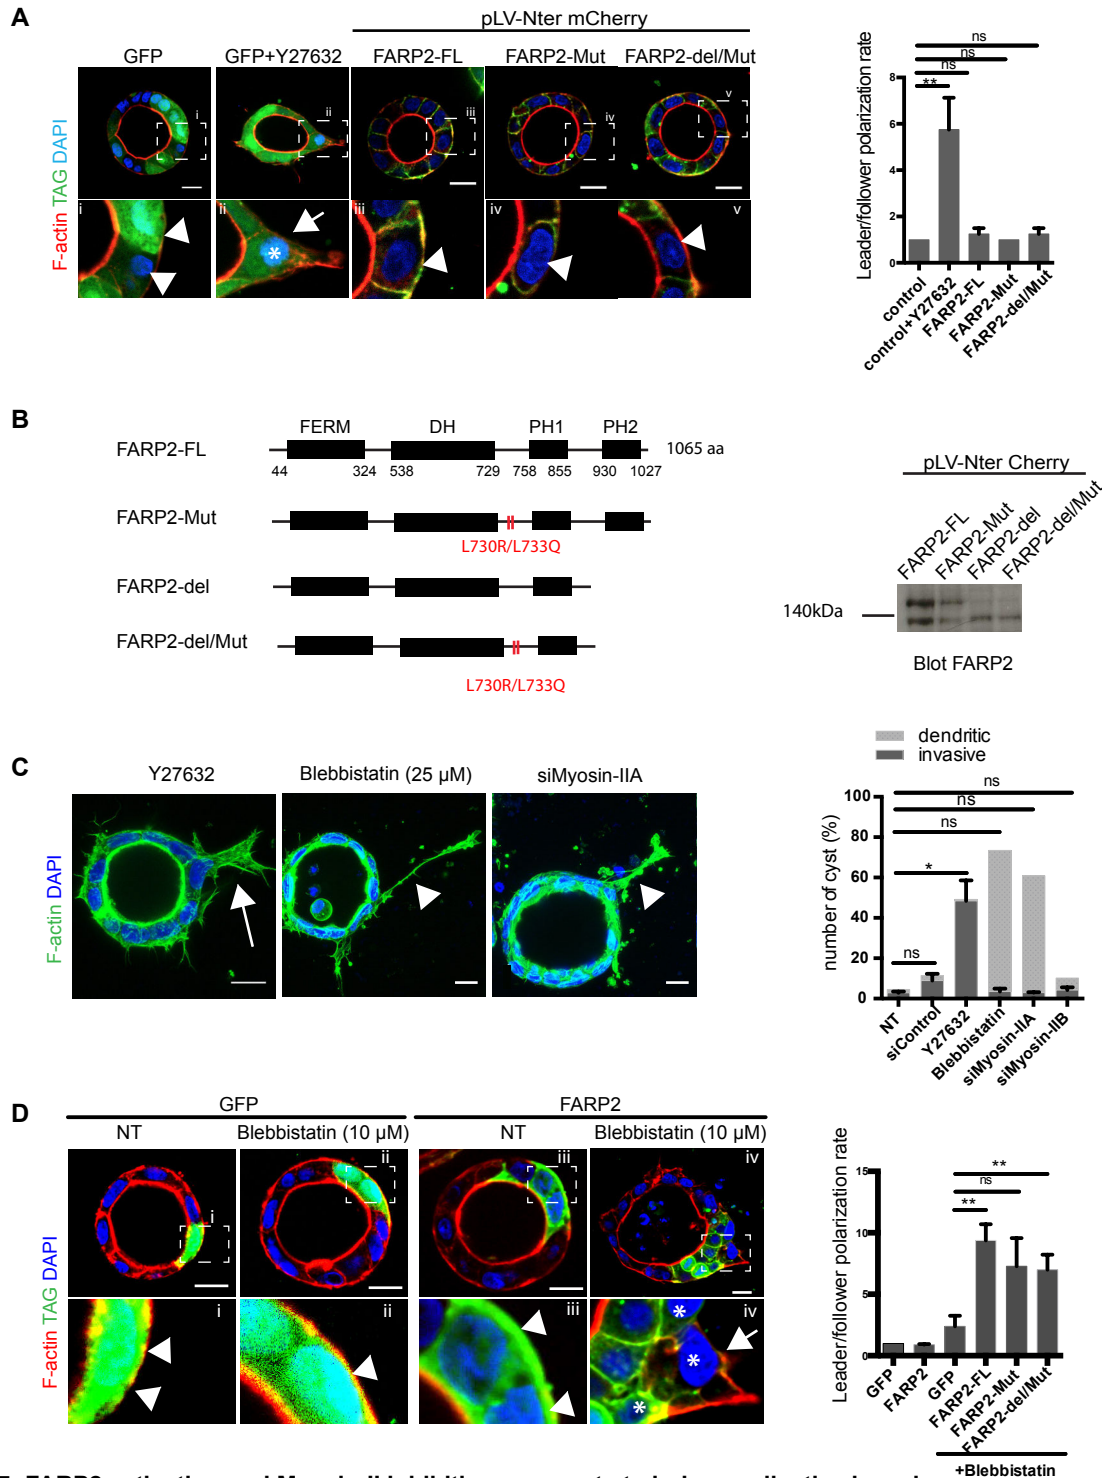 A
pLV-Nter mCherry
GFP
GFP+Y27632
FARP2-FL
FARP2-Mut
FARP2-del/Mut
F-actin TAG DAPI
i
ii
iii
iv
v
i
ii
*
iii
iv
v
Leader/follower polarization rate
ns
ns
ns
**
8
6
4
2
0
control
control+Y27632
FARP2-FL
FARP2-Mut
FARP2-del/Mut
B
FERM
DH
PH1
PH2
FARP2-FL
1065 aa
44
324
538
729
758
855
930
1027
FARP2-Mut
L730R/L733Q
FARP2-del
FARP2-del/Mut
L730R/L733Q
pLV-Nter Cherry
FARP2-FL
FARP2-Mut
FARP2-del
FARP2-del/Mut
140kDa
Blot FARP2
C
Y27632
Blebbistatin (25 µM)
siMyosin-IIA
F-actin DAPI
dendritic
invasive
number of cyst (%)
ns
ns
ns
*
ns
100
80
60
40
20
0
NT
siControl
Y27632
Blebbistatin
siMyosin-IIA
siMyosin-IIB
D
GFP
FARP2
NT
Blebbistatin (10 µM)
NT
Blebbistatin (10 µM)
F-actin TAG DAPI
i
ii
iii
iv
i
ii
iii
iv
*
*
*
Leader/follower polarization rate
**
ns
**
15
10
5
0
GFP
FARP2
GFP
FARP2-FL
FARP2-Mut
FARP2-del/Mut
+Blebbistatin